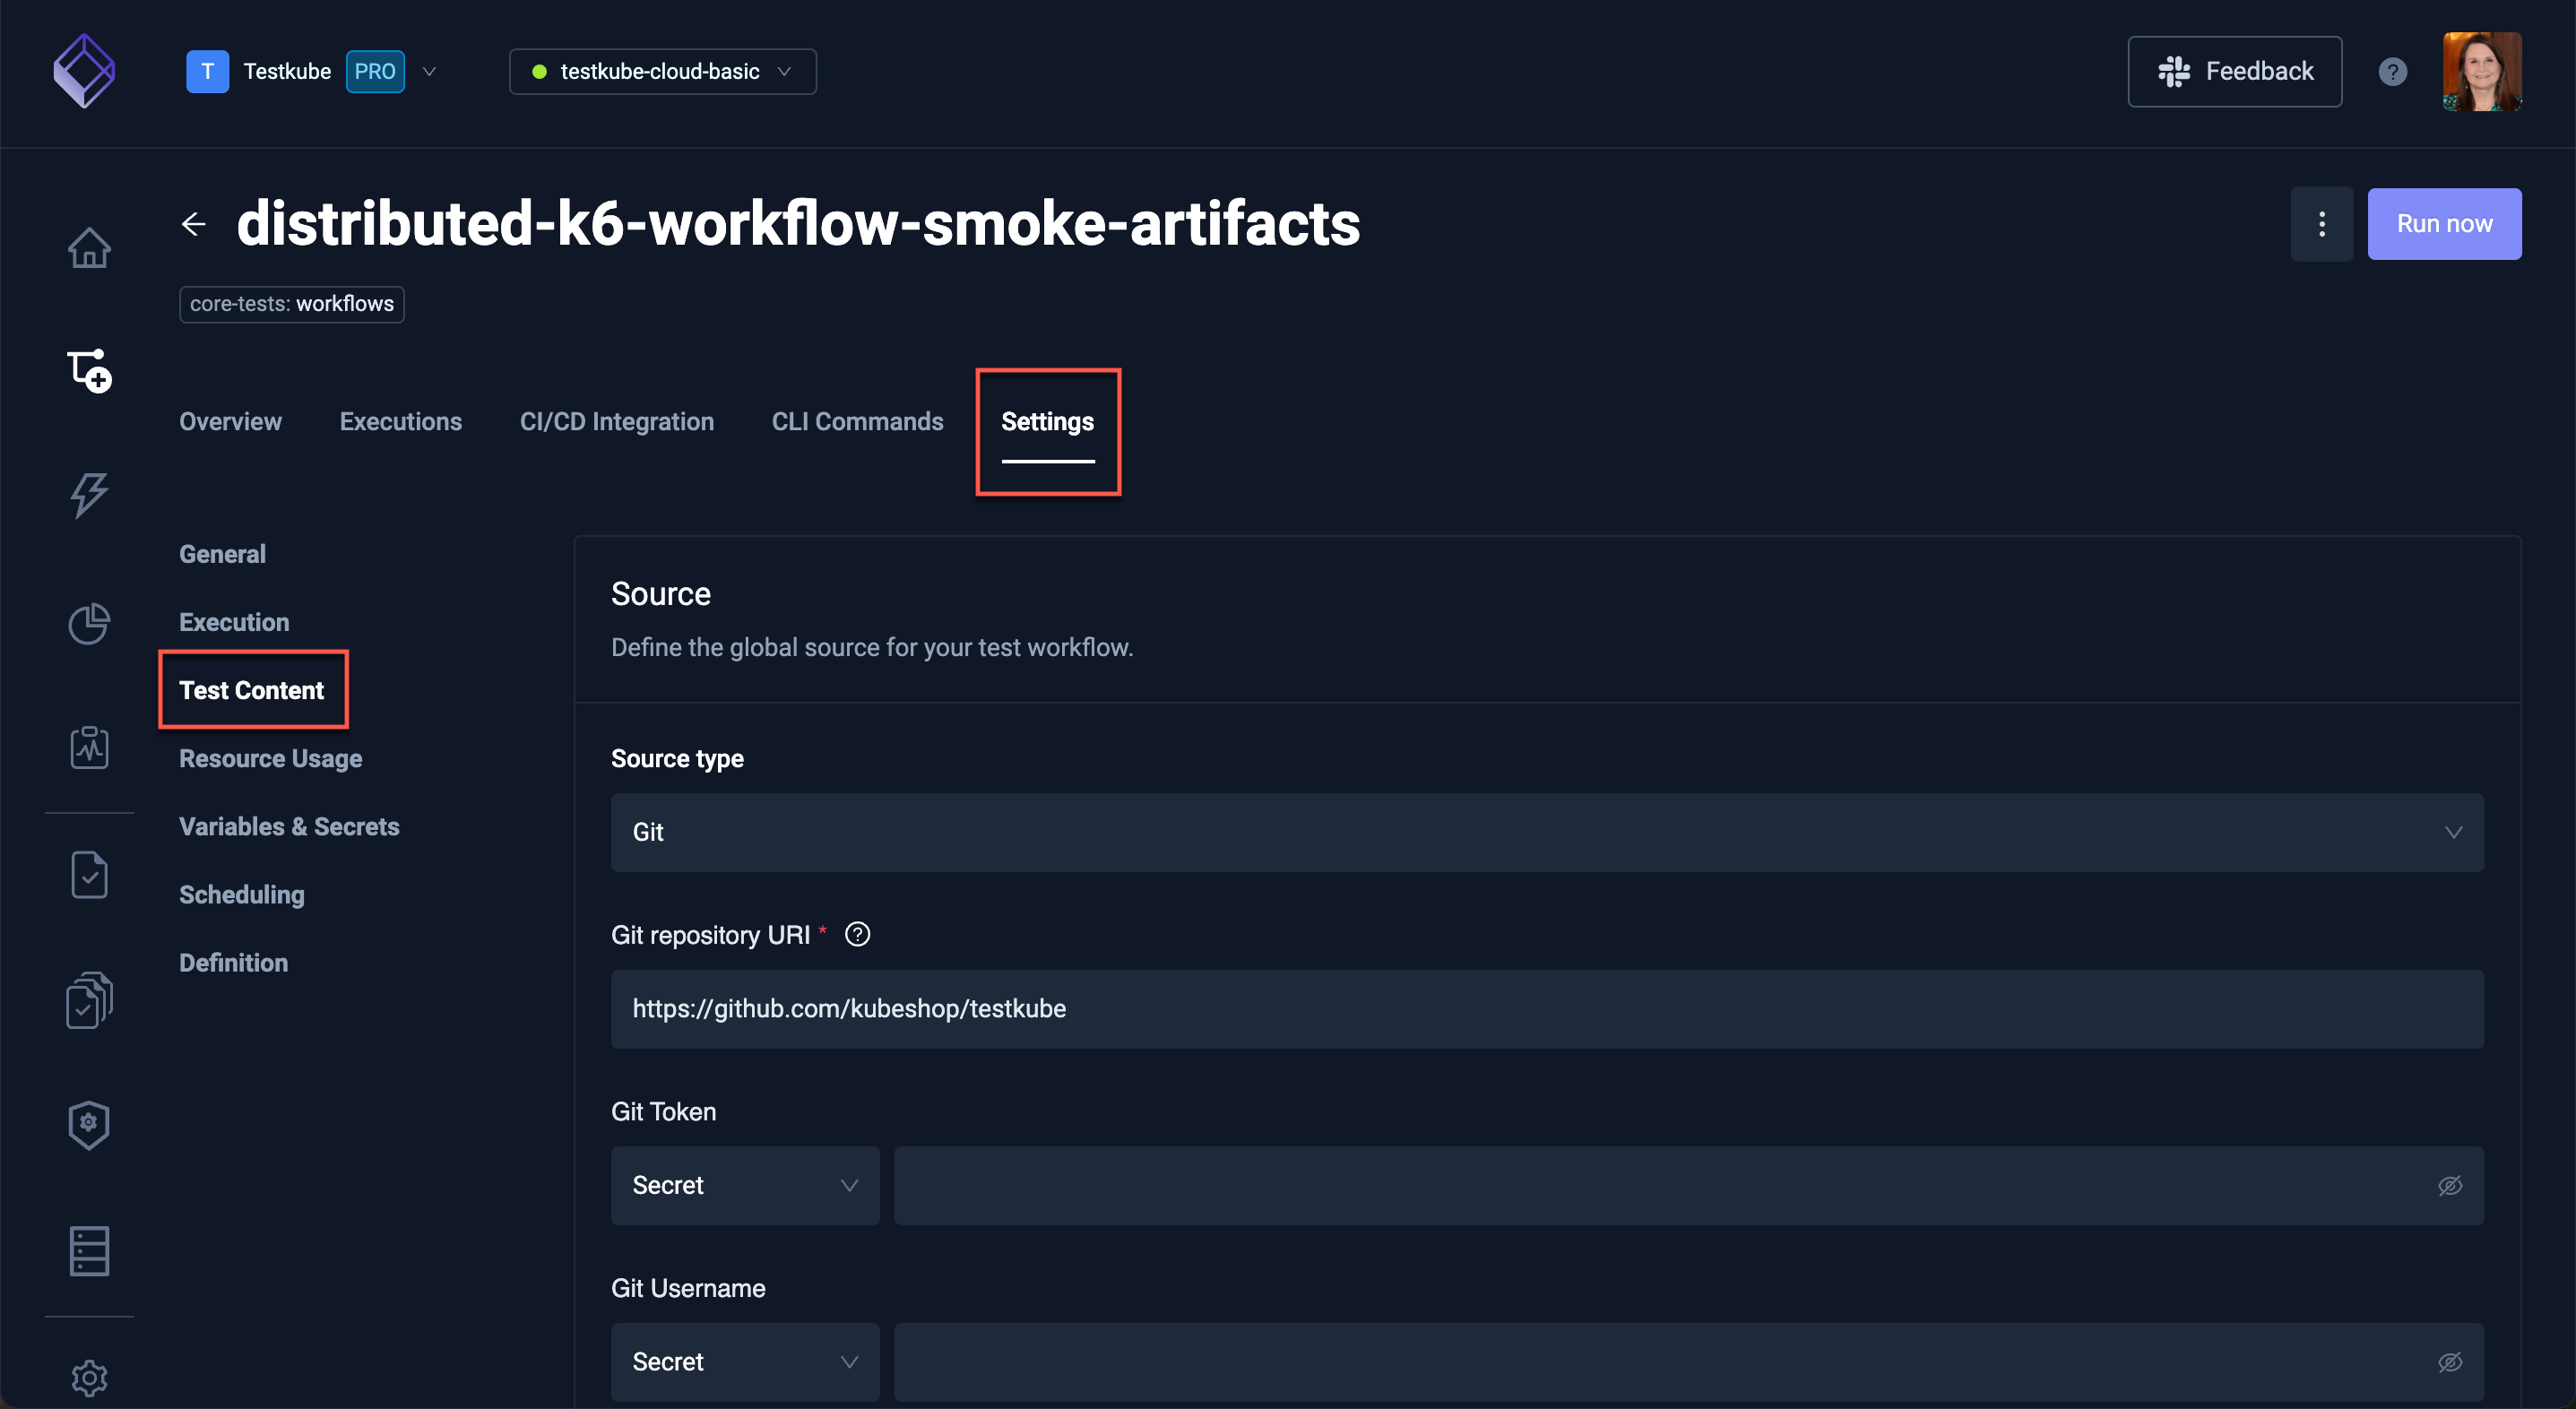 T Testkube PRO testkube-cloud-basic Feedback ?
distributed-k6-workflow-smoke-artifacts Run now
core-tests: workflows
Overview Executions CI/CD Integration CLI Commands Settings
General
Execution
Test Content
Resource Usage
Variables & Secrets
Scheduling
Definition
Source
Define the global source for your test workflow.
Source type
Git
Git repository URI * ?
https://github.com/kubeshop/testkube
Git Token
Secret
Git Username
Secret